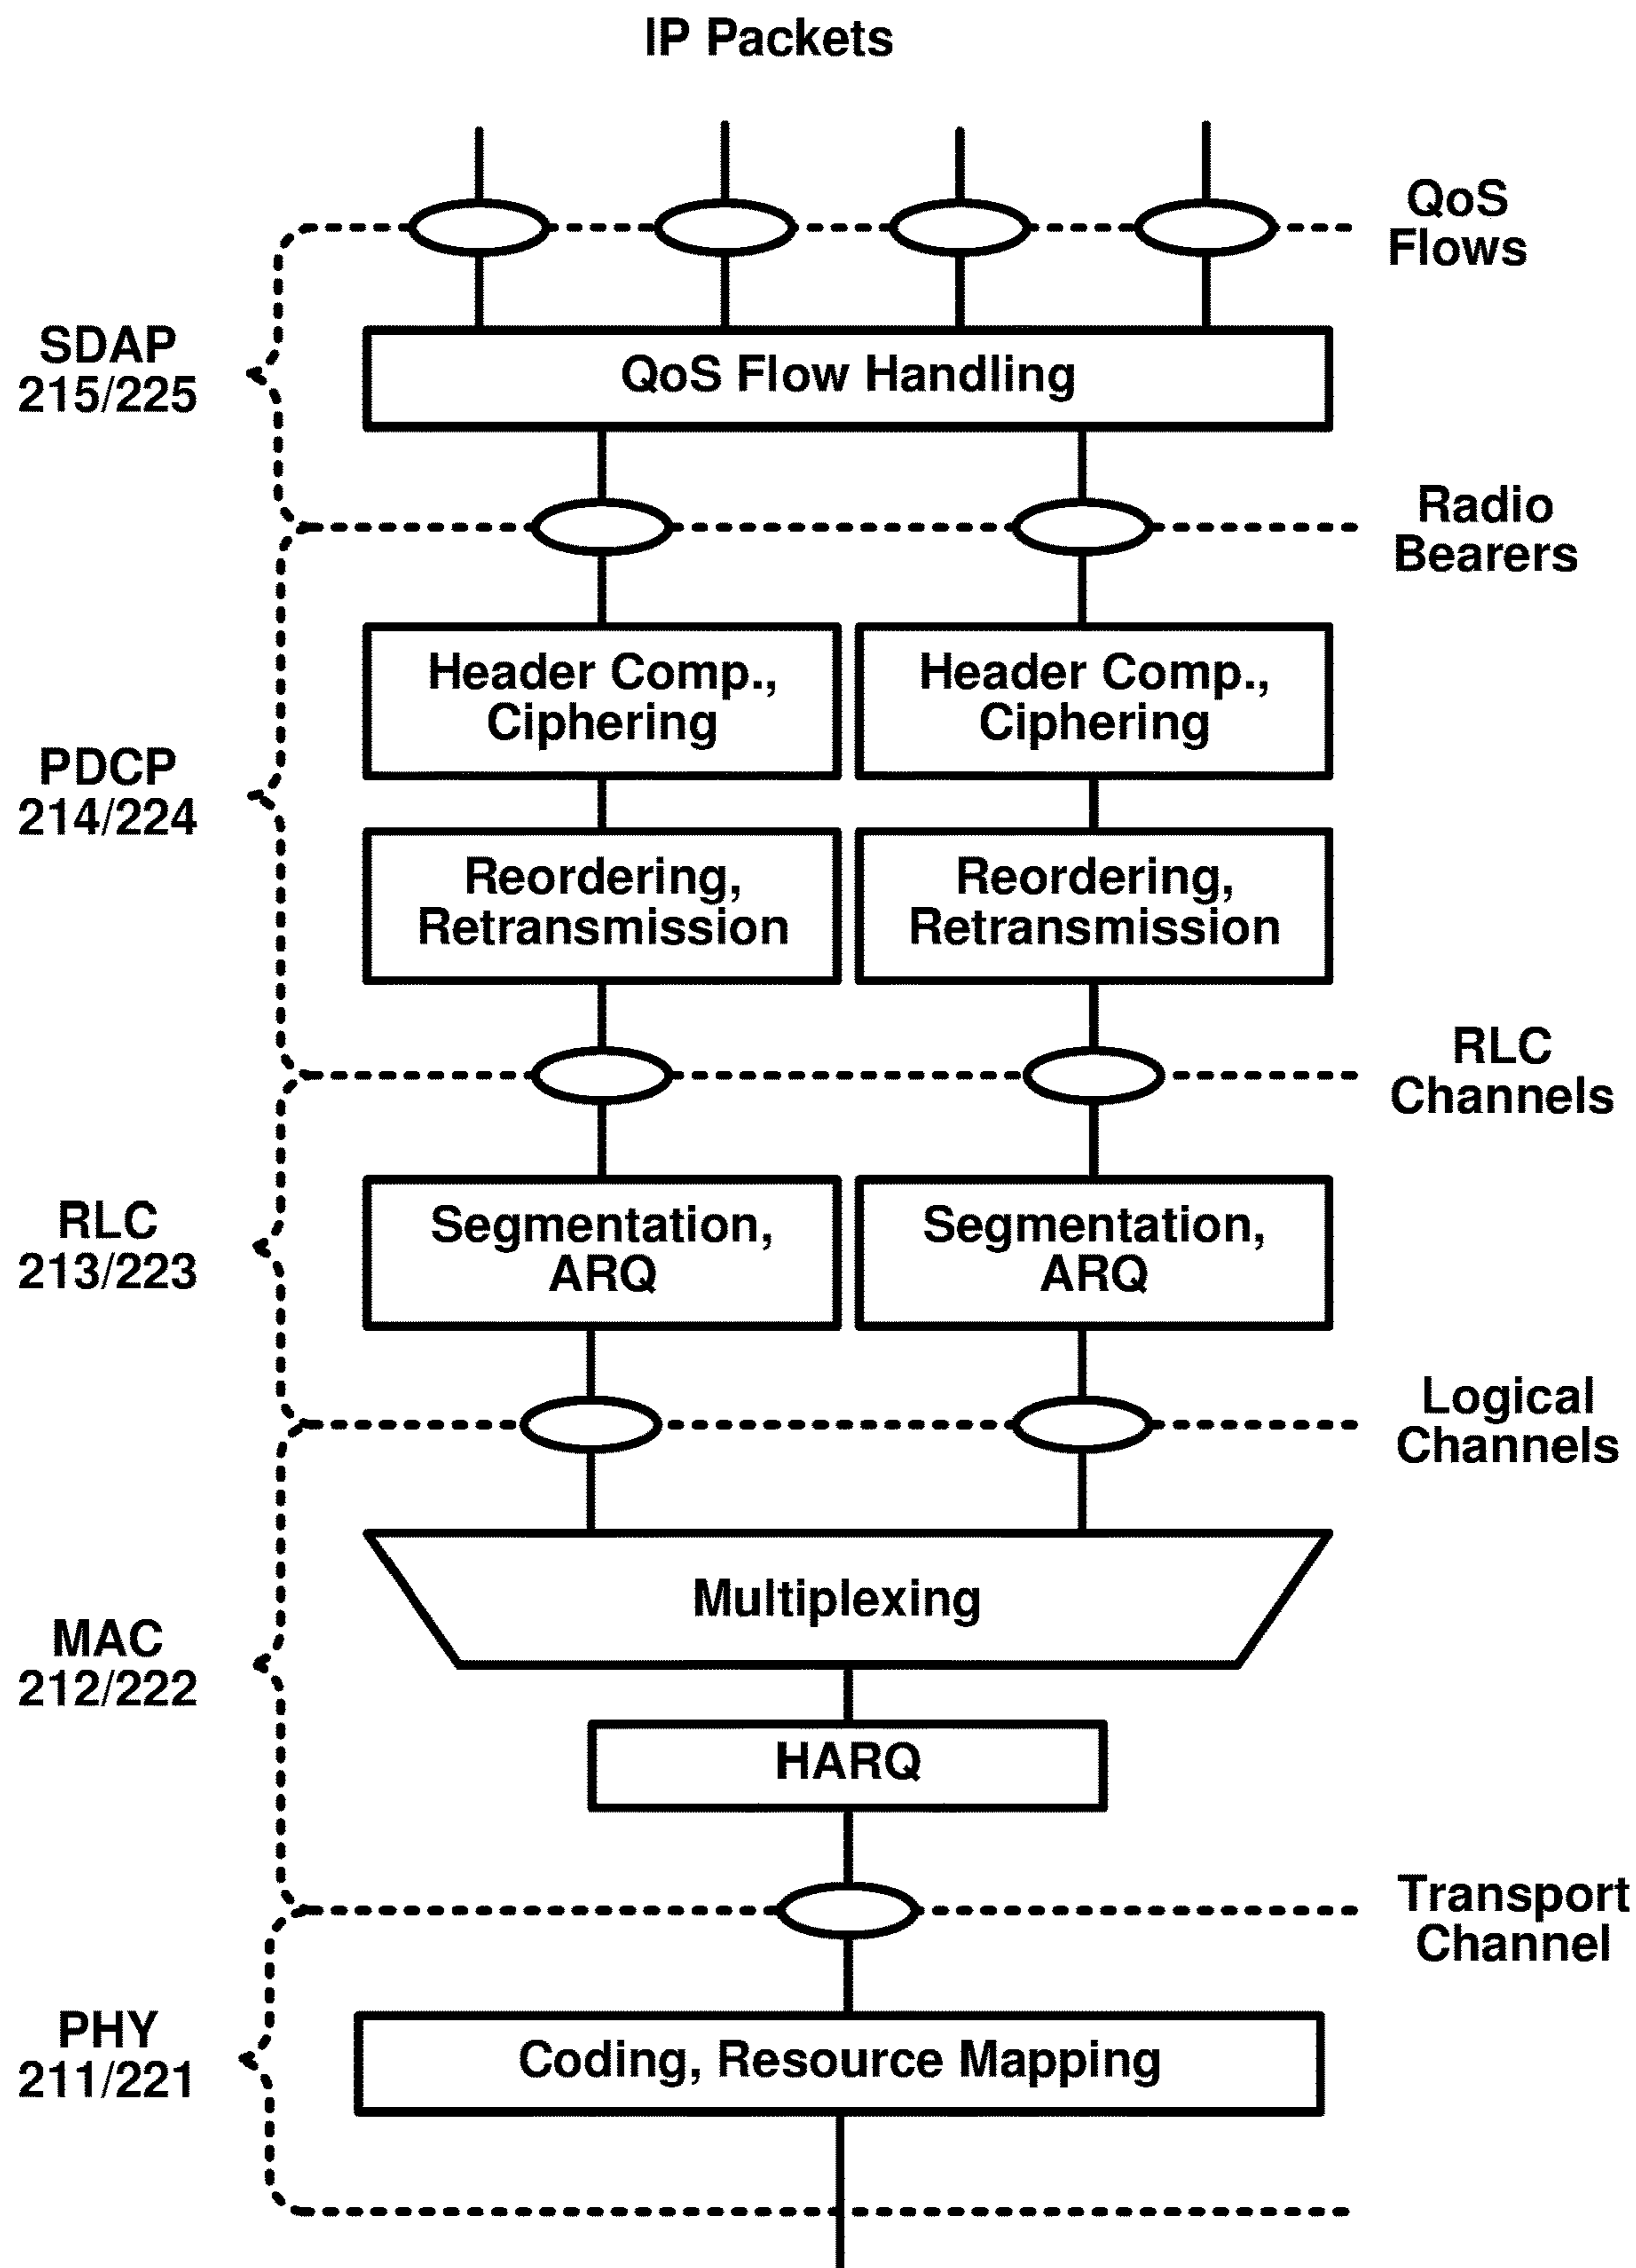 IP Packets
QoS
Flows
SDAP
215/225
QoS Flow Handling
Radio
Bearers
Header Comp.,
Ciphering
Header Comp.,
Ciphering
PDCP
214/224
Reordering,
Retransmission
Reordering,
Retransmission
RLC
Channels
RLC
213/223
Segmentation,
ARQ
Segmentation,
ARQ
Logical
Channels
Multiplexing
MAC
212/222
HARQ
Transport
Channel
PHY
211/221
Coding, Resource Mapping